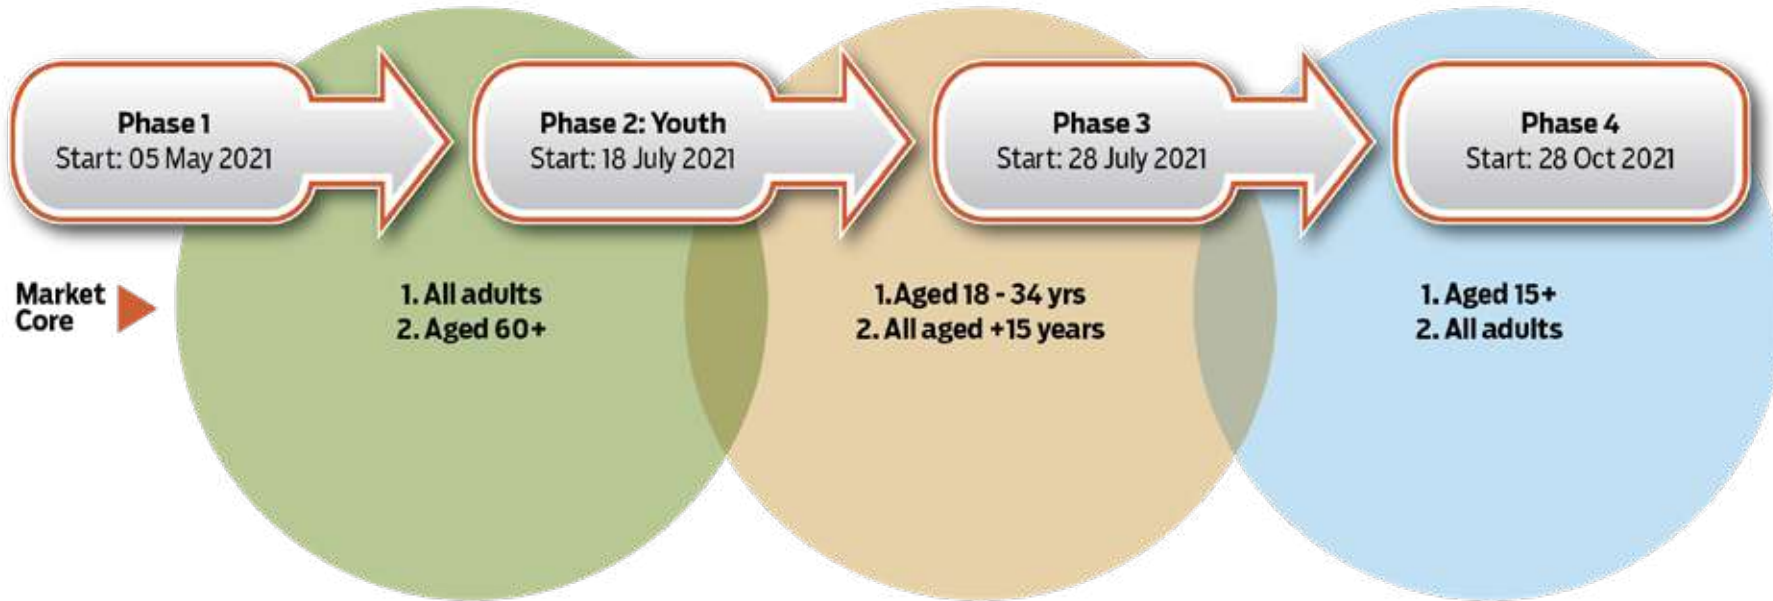 Phase 1
Start: 05 May 2021
Phase 2: Youth
Start: 18 July 2021
Phase 3
Start: 28 July 2021
Phase 4
Start: 28 Oct 2021
Market
Core
1. All adults
2. Aged 60+
1.Aged 18 - 34 yrs
2. All aged +15 years
1. Aged 15+
2. All adults